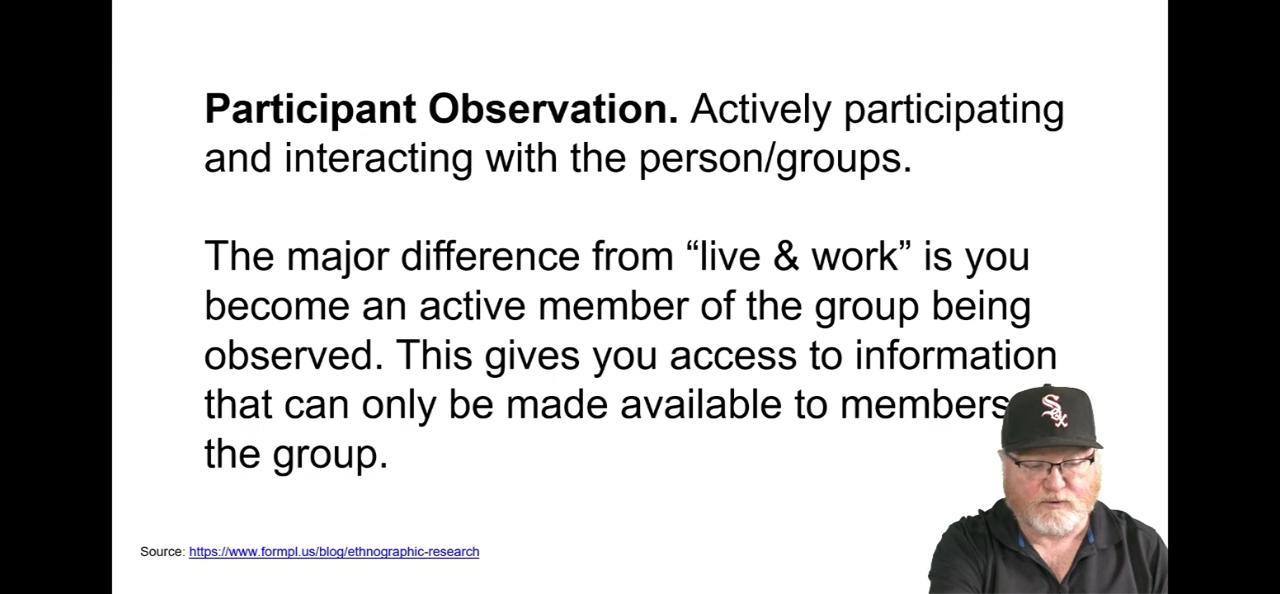 Participant Observation. Actively participating
and interacting with the person/groups.
The major difference from “live & work” is you
become an active member of the group being
observed. This gives you access to information
that can only be made available to members
the group.
Sox
Source: https://www.formpl.us/blog/ethnographic-research